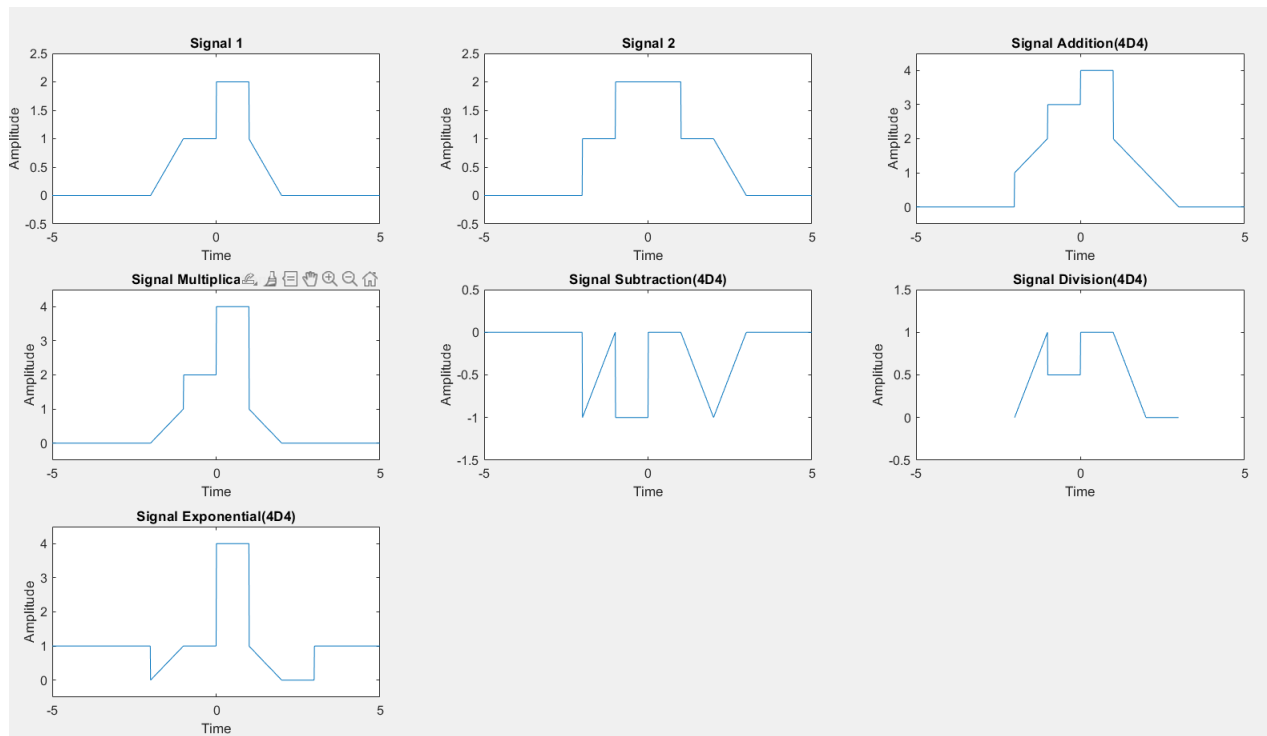 Signal 1
2.5
2
1.5
1
0.5
0
-0.5
Amplitude
-5 0 5
Time
Signal 2
2.5
2
1.5
1
0.5
0
-0.5
Amplitude
-5 0 5
Time
Signal Addition(4D4)
4
3
2
1
0
Amplitude
-5 0 5
Time
Signal Multiplica
4
3
2
1
0
Amplitude
-5 0 5
Time
Signal Subtraction(4D4)
0.5
0
-0.5
-1
-1.5
Amplitude
-5 0 5
Time
Signal Division(4D4)
1.5
1
0.5
0
-0.5
Amplitude
-5 0 5
Time
Signal Exponential(4D4)
4
3
2
1
0
Amplitude
-5 0 5
Time